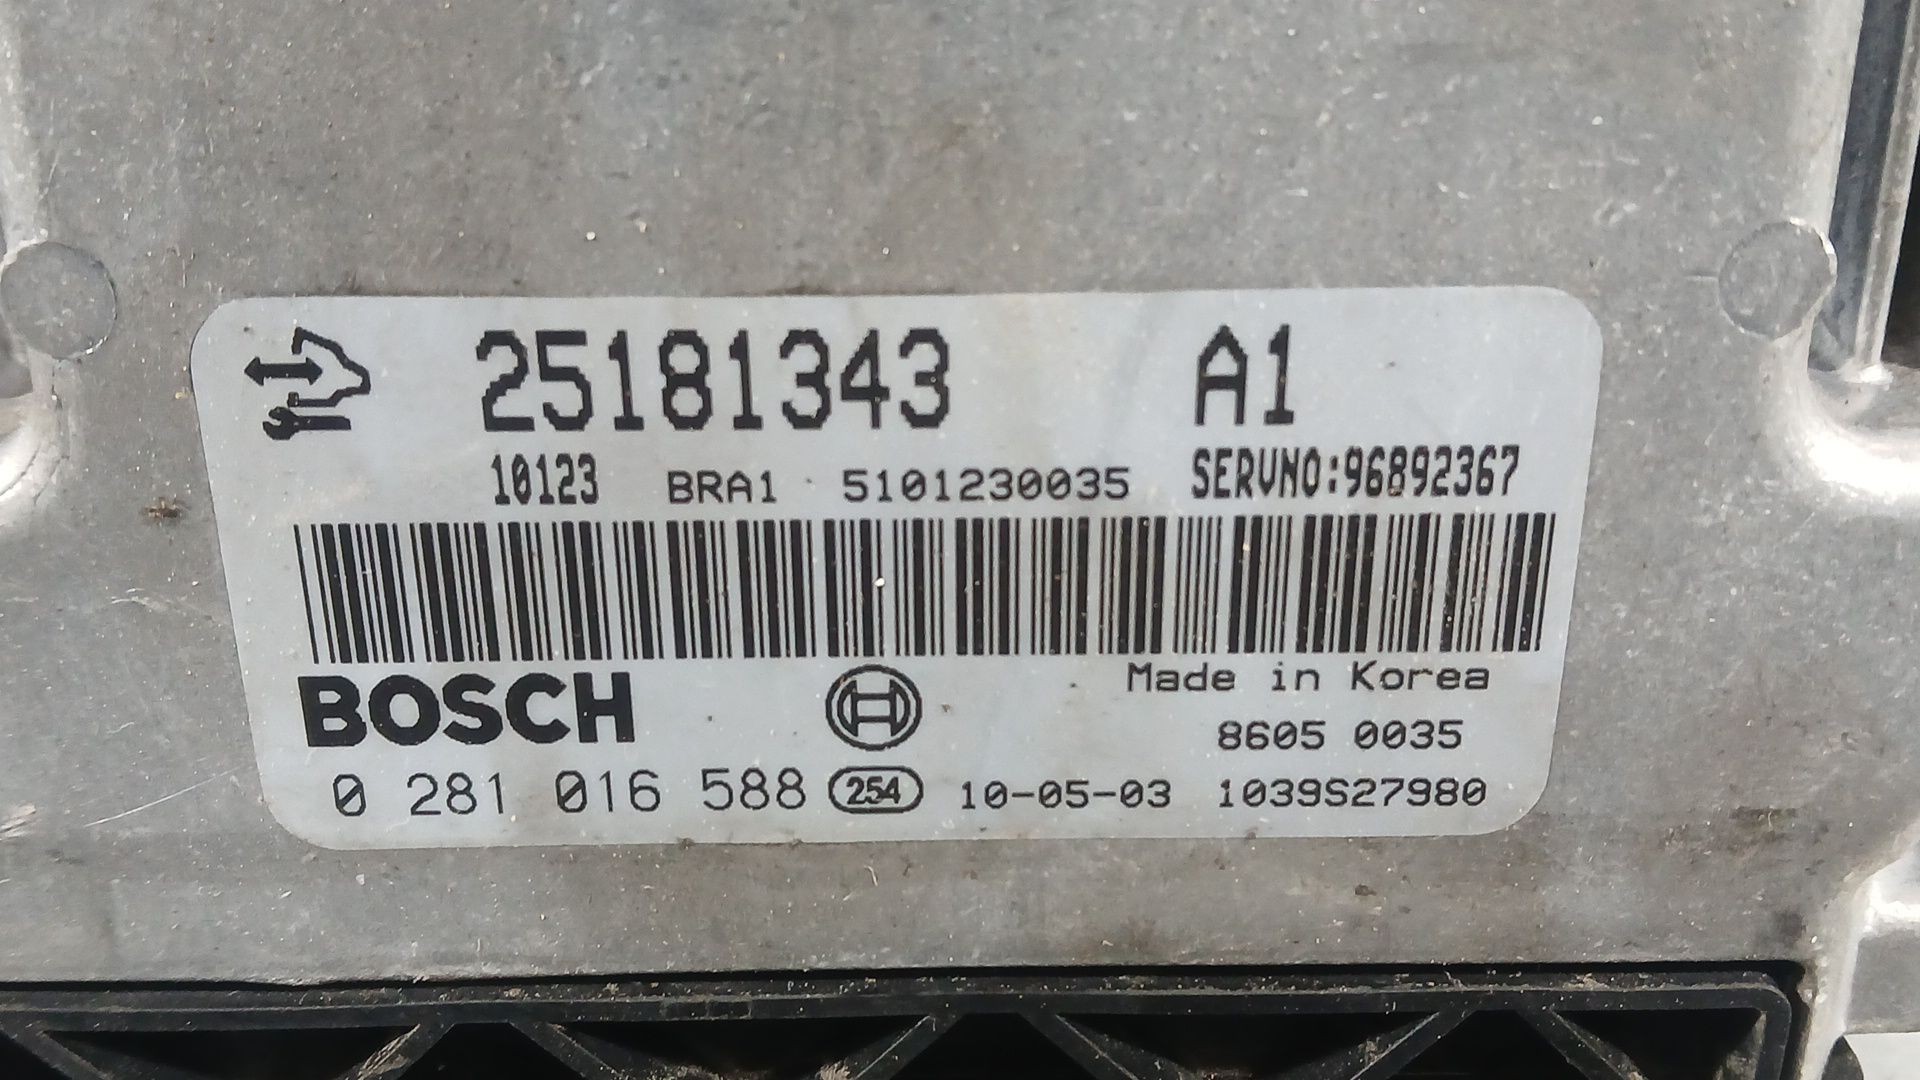 25181343 A1
10123 BRA1 5101230035 SERVNO:96892367
BOSCH Made in Korea
8605 0035
0 281 016 588 254 10-05-03 1039S27980